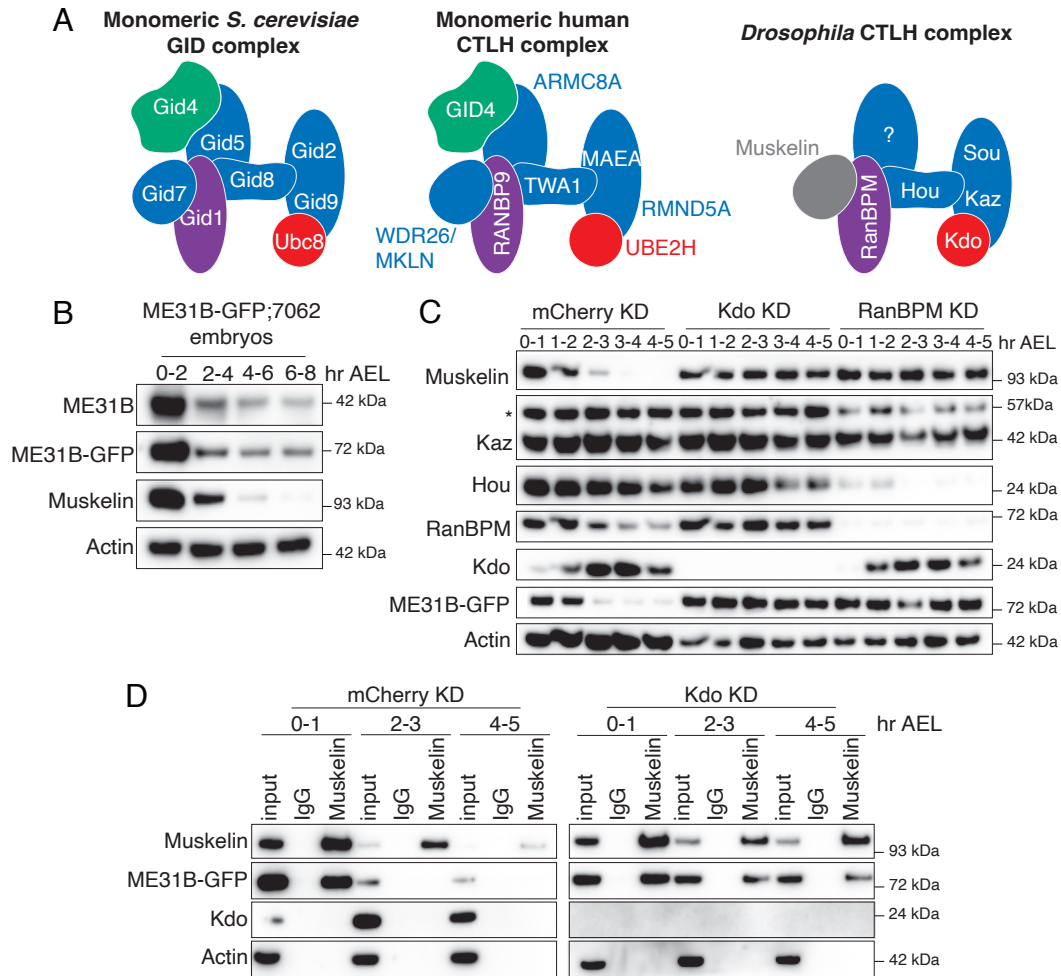 A
Monomeric S. cerevisiae
GID complex
Monomeric human
CTLH complex
Drosophila CTLH complex
Gid4
Gid5
Gid7
Gid1
Gid8
Gid2
Gid9
Ubc8
GID4
ARMC8A
MAEA
TWA1
RANBP9
RMND5A
WDR26/
MKLN
UBE2H
Muskelin
?
RanBPM
Hou
Sou
Kaz
Kdo
B
ME31B-GFP;7062
embryos
0-2 2-4 4-6 6-8 hr AEL
ME31B 42 kDa
ME31B-GFP 72 kDa
Muskelin 93 kDa
Actin 42 kDa
C
mCherry KD Kdo KD RanBPM KD
0-1 1-2 2-3 3-4 4-5 0-1 1-2 2-3 3-4 4-5 0-1 1-2 2-3 3-4 4-5 hr AEL
Muskelin 93 kDa
* 57kDa
Kaz 42 kDa
Hou 24 kDa
RanBPM 72 kDa
Kdo 24 kDa
ME31B-GFP 72 kDa
Actin 42 kDa
D
mCherry KD Kdo KD
0-1 2-3 4-5 0-1 2-3 4-5 hr AEL
input IgG Muskelin input IgG Muskelin input IgG Muskelin input IgG Muskelin input IgG Muskelin input IgG Muskelin
Muskelin 93 kDa
ME31B-GFP 72 kDa
Kdo 24 kDa
Actin 42 kDa